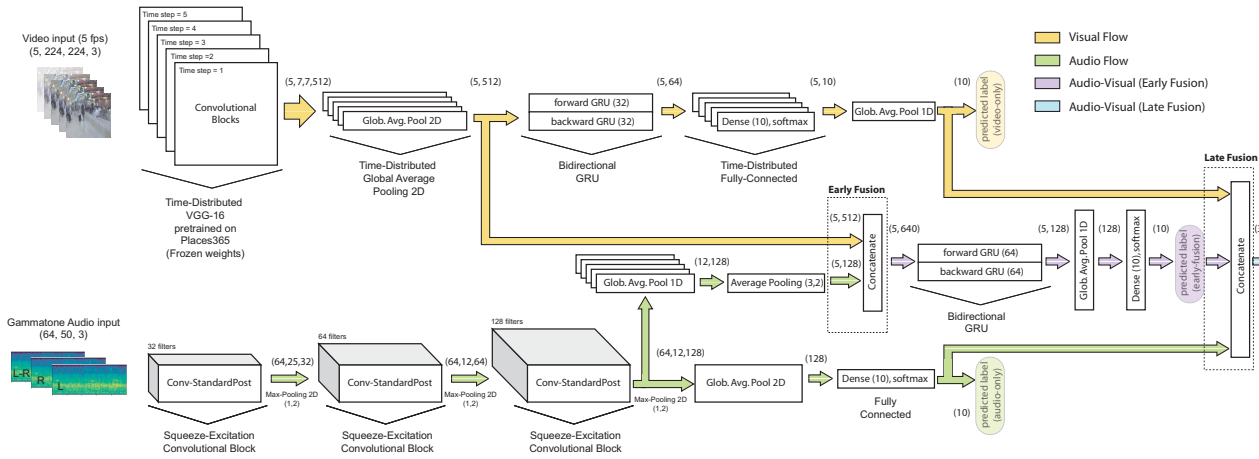 Video input (5 fps)
(5, 224, 224, 3)
Time step = 5
Time step = 4
Time step = 3
Time step =2
Time step = 1
Convolutional
Blocks
Time-Distributed
VGG-16
pretrained on
Places365
(Frozen weights)
(5,7,7,512)
Glob. Avg. Pool 2D
Time-Distributed
Global Average
Pooling 2D
(5, 512)
forward GRU (32)
backward GRU (32)
Bidirectional
GRU
(5,64)
Dense (10), softmax
Time-Distributed
Fully-Connected
(5, 10)
Glob. Avg. Pool 1D
(10)
predicted label
(video-only)
Visual Flow
Audio Flow
Audio-Visual (Early Fusion)
Audio-Visual (Late Fusion)
Early Fusion
(5,512)
(5,128)
Concatenate
(5,640)
forward GRU (64)
backward GRU (64)
Bidirectional
GRU
(5,128)
Glob. Avg. Pool 1D
(128)
Dense (10), softmax
(10)
predicted label
(early-fusion)
Late Fusion
Concatenate
Glob. Avg. Pool 1D
(12,128)
Average Pooling (3,2)
Gammatone Audio input
(64, 50, 3)
L-R
R
L
32 filters
Conv-StandardPost
Squeeze-Excitation
Convolutional Block
(64,25,32)
Max-Pooling 2D
(1,2)
64 filters
Conv-StandardPost
Squeeze-Excitation
Convolutional Block
(64,12,64)
Max-Pooling 2D
(1,2)
128 filters
Conv-StandardPost
Squeeze-Excitation
Convolutional Block
(64,12,128)
Max-Pooling 2D
(1,2)
Glob. Avg. Pool 2D
(128)
Dense (10), softmax
Fully
Connected
(10)
predicted label
(audio-only)